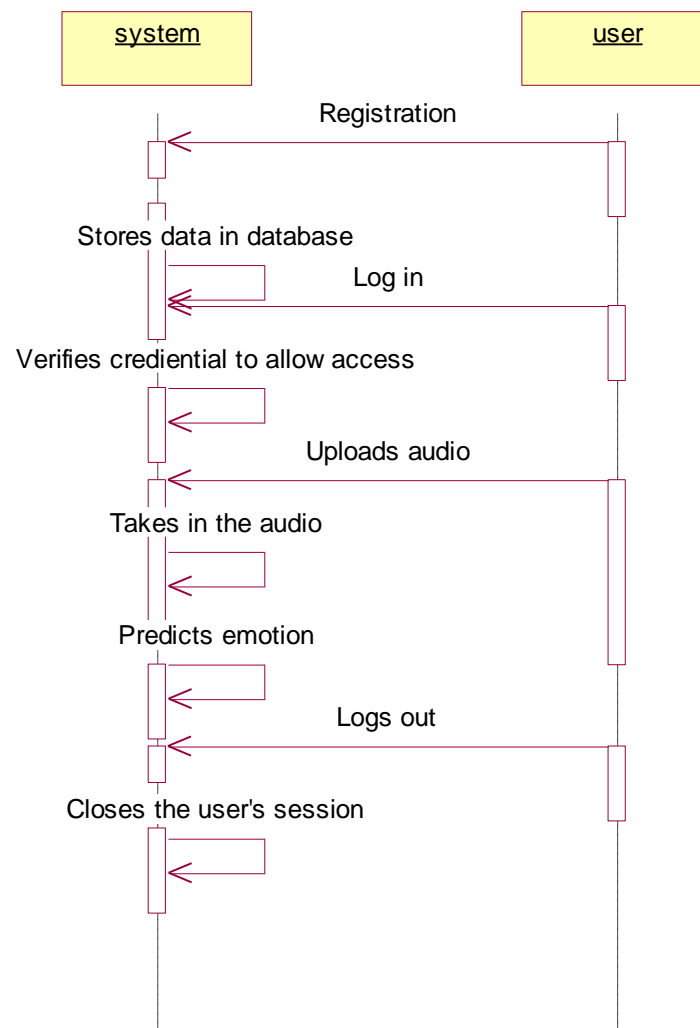 system
user
Registration
Stores data in database
Log in
Verifies crediential to allow access
Uploads audio
Takes in the audio
Predicts emotion
Logs out
Closes the user's session